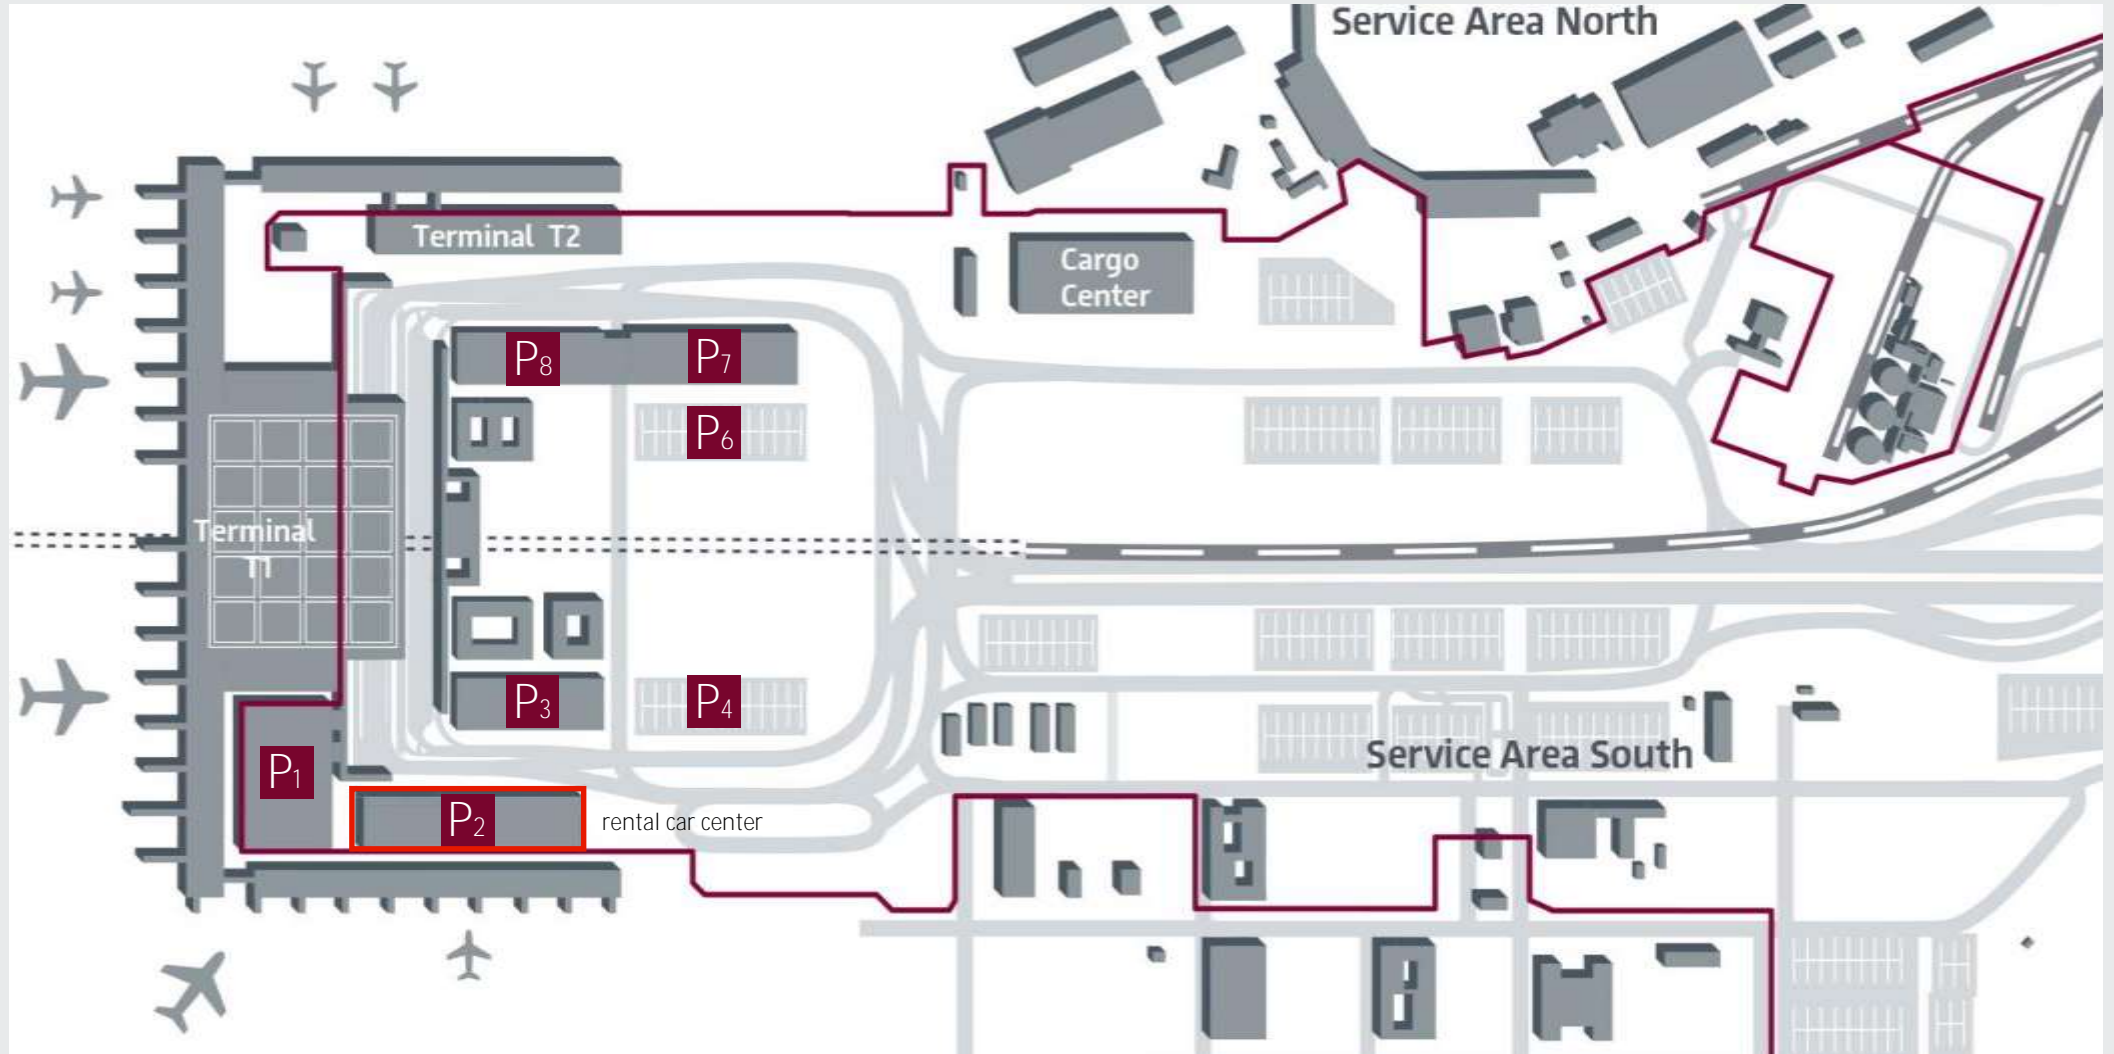 Service Area North
Terminal T2
Cargo
Center
P8
P7
P6
Terminal
P3
P4
P1
Service Area South
P2
rental car center